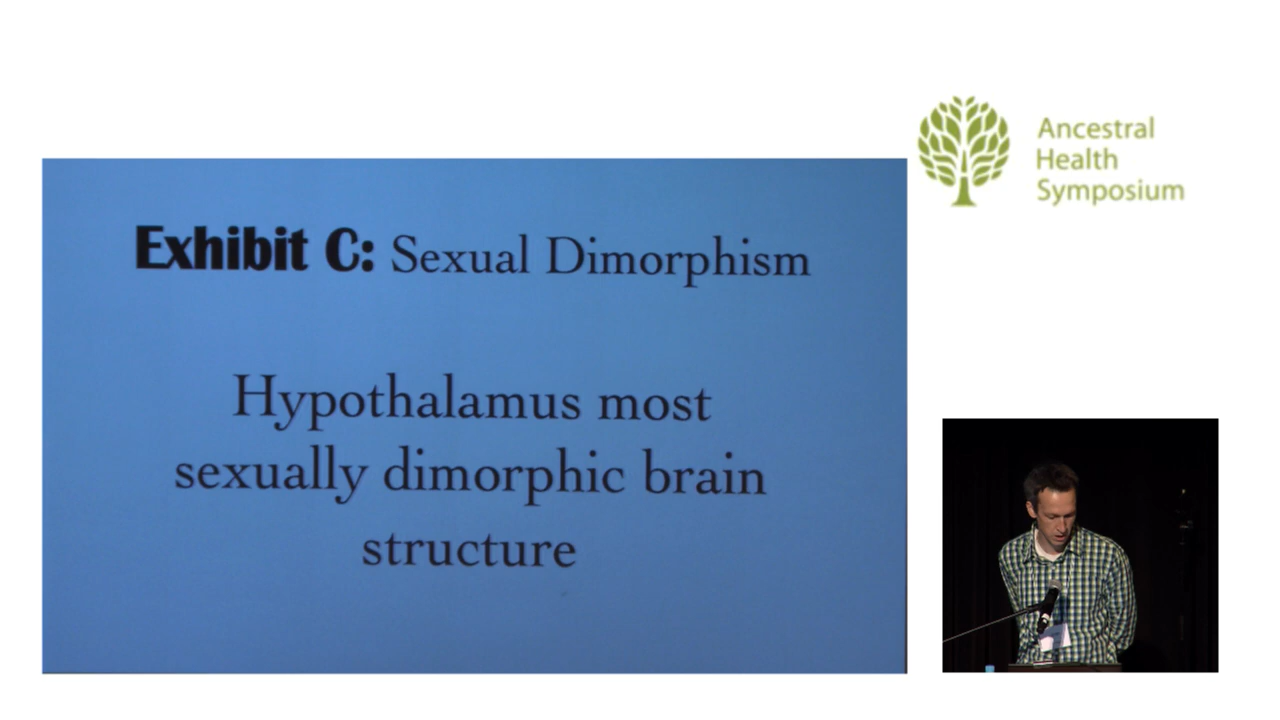 Ancestral
Health
Symposium
Exhibit C: Sexual Dimorphism
Hypothalamus most
sexually dimorphic brain
structure